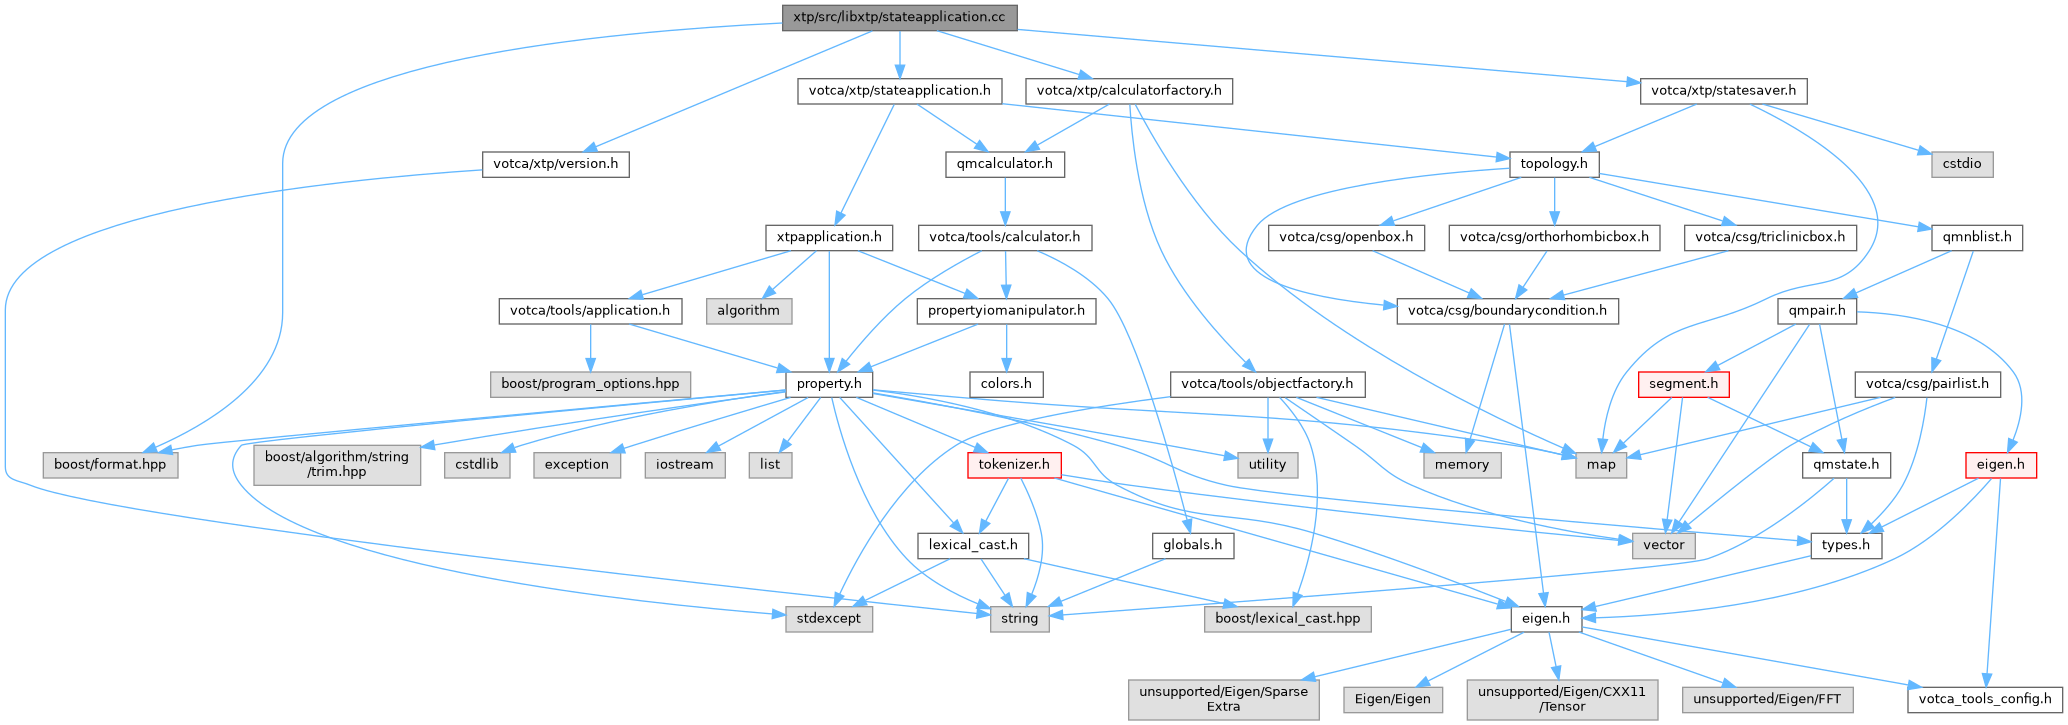 xtp/src/libxtp/stateapplication.cc
votca/xtp/stateapplication.h
votca/xtp/calculatorfactory.h
votca/xtp/statesaver.h
votca/xtp/version.h
qmcalculator.h
topology.h
cstdio
xtpapplication.h
votca/tools/calculator.h
votca/csg/openbox.h
votca/csg/orthorhombicbox.h
votca/csg/triclinicbox.h
qmnblist.h
votca/tools/application.h
algorithm
propertyiomanipulator.h
votca/csg/boundarycondition.h
qmpair.h
boost/program_options.hpp
property.h
colors.h
votca/tools/objectfactory.h
segment.h
votca/csg/pairlist.h
boost/format.hpp
boost/algorithm/string
/trim.hpp
cstdlib
exception
iostream
list
tokenizer.h
utility
memory
map
qmstate.h
eigen.h
lexical_cast.h
globals.h
vector
types.h
stdexcept
string
boost/lexical_cast.hpp
eigen.h
unsupported/Eigen/Sparse
Extra
Eigen/Eigen
unsupported/Eigen/CXX11
/Tensor
unsupported/Eigen/FFT
votca_tools_config.h